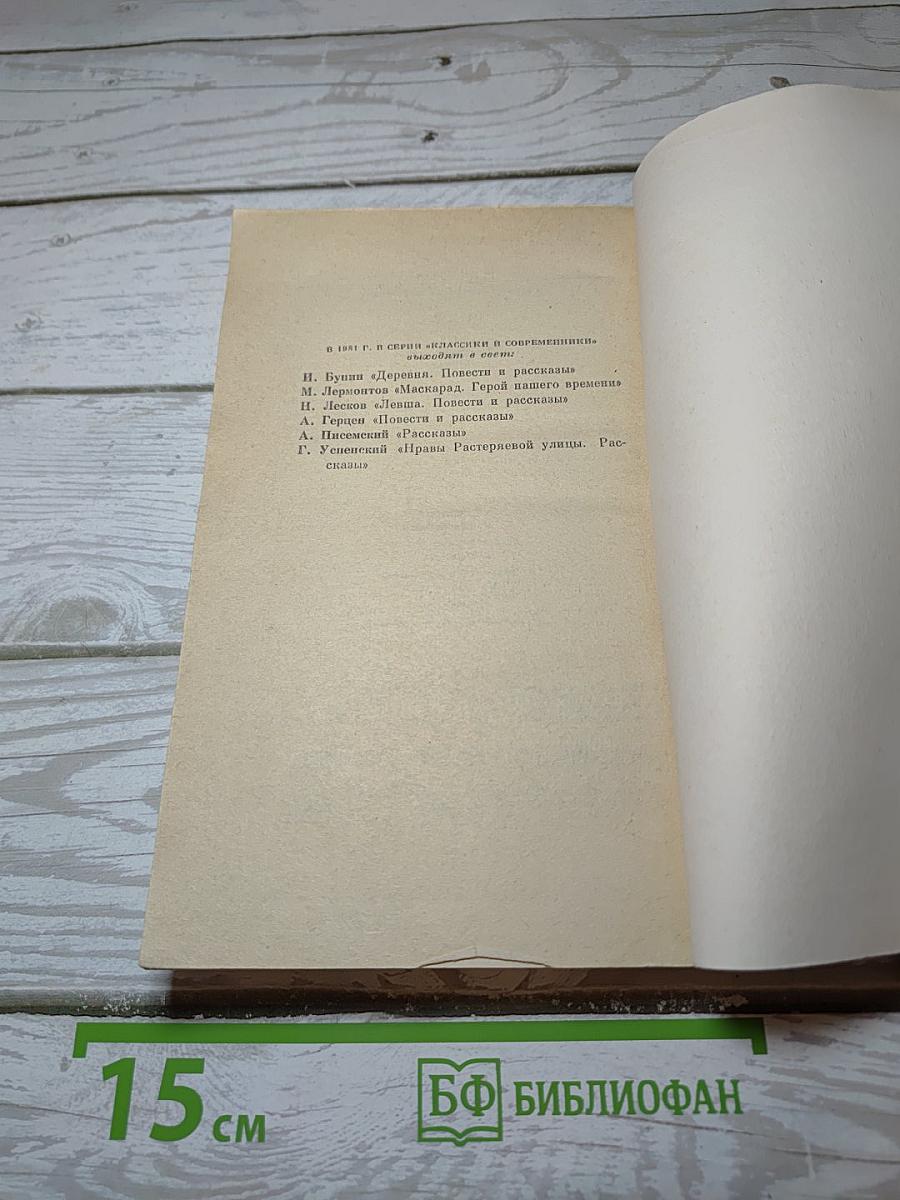 В 1981 Г. В СЕРИИ «КЛАССИКИ И СОВРЕМЕННИКИ»
выходят в свет:
И. Бунин «Деревня. Повести и рассказы»
М. Лермонтов «Маскарад. Герой нашего времени»
Н. Лесков «Левша. Повести и рассказы»
А. Герцен «Повести и рассказы»
А. Писемский «Рассказы»
Г. Успенский «Нравы Растеряевой улицы. Рас-
сказы»
15 см
БФ БИБЛИОФАН